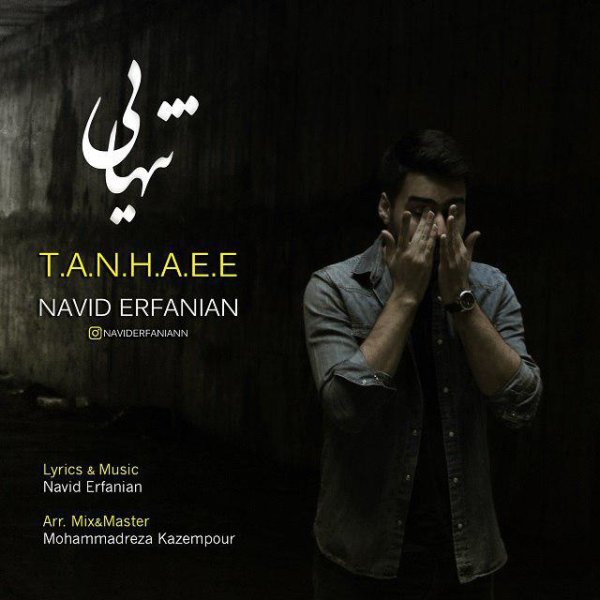 تنهایی
T.A.N.H.A.E.E
NAVID ERFANIAN
NAVIDERFANIANN
Lyrics & Music
Navid Erfanian
Arr. Mix&Master
Mohammadreza Kazempour